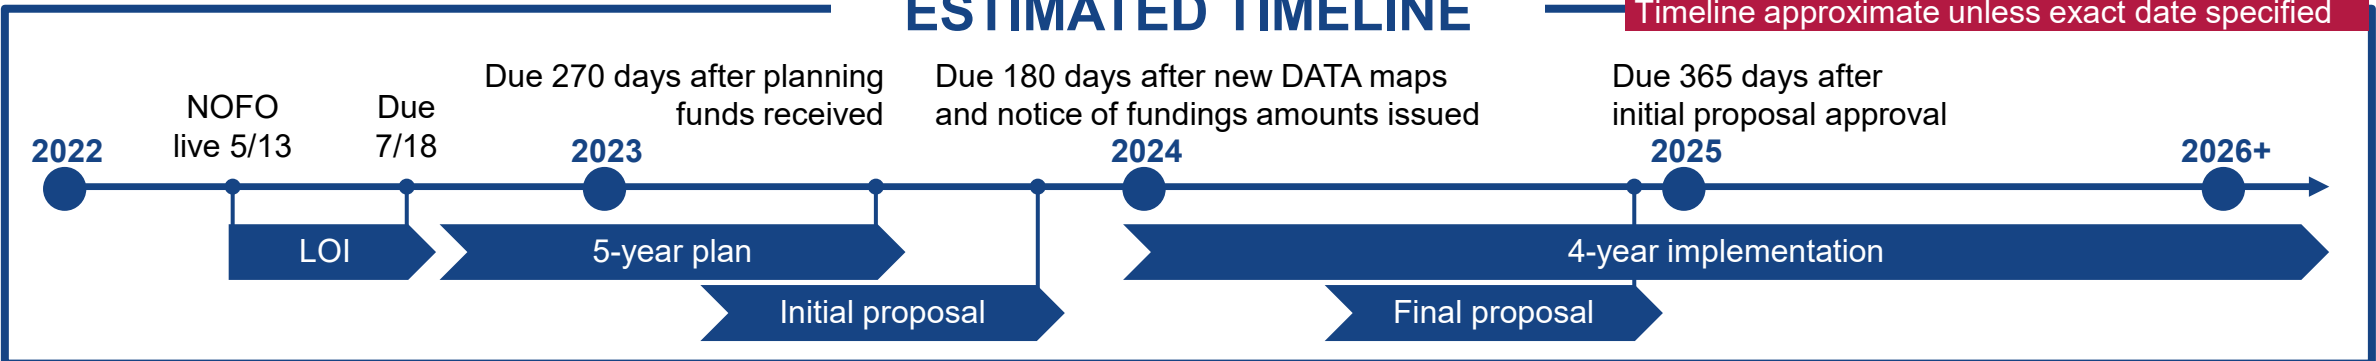 ESTIMATED TIMELINE
Timeline approximate unless exact date specified
NOFO
live 5/13
Due
7/18
Due 270 days after planning
funds received
Due 180 days after new DATA maps
and notice of fundings amounts issued
Due 365 days after
initial proposal approval
2022
2023
2024
2025
2026+
LOI
5-year plan
4-year implementation
Initial proposal
Final proposal